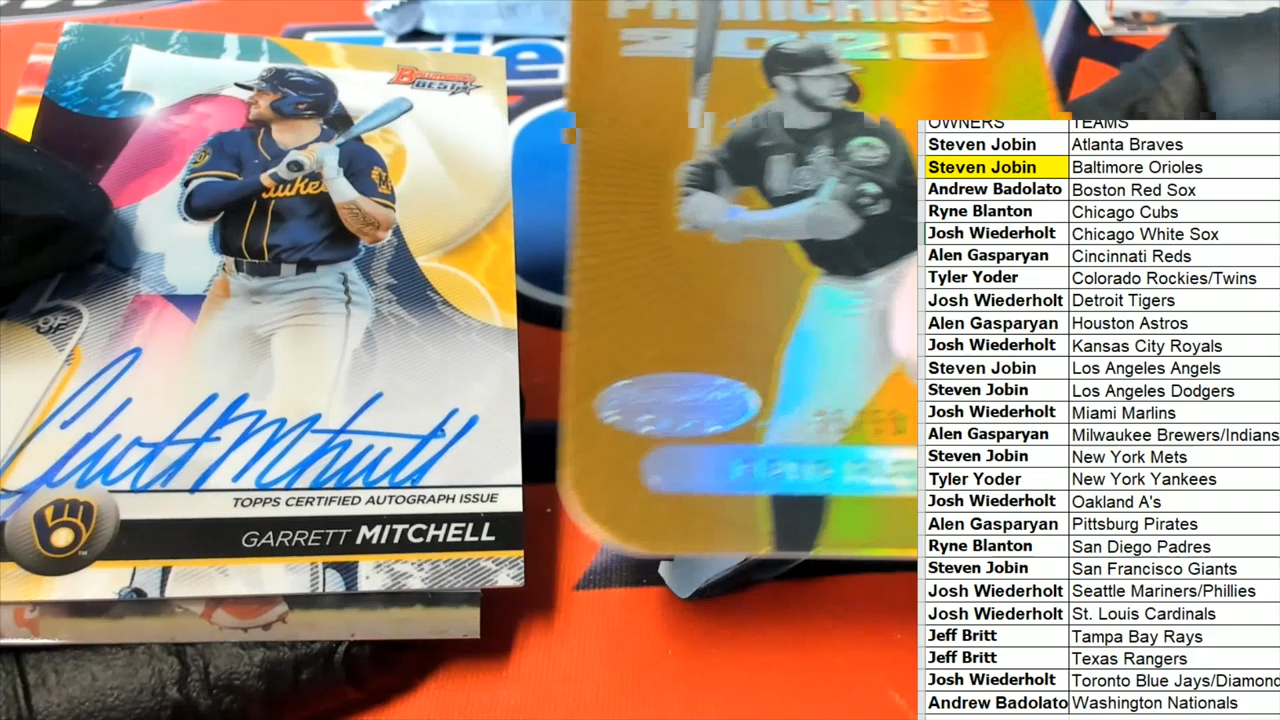 Bowman's
BEST
TOPPS CERTIFIED AUTOGRAPH ISSUE
GARRETT MITCHELL
FRANCHISE
2020
OWNERS TEAMS
Steven Jobin Atlanta Braves
Steven Jobin Baltimore Orioles
Andrew Badolato Boston Red Sox
Ryne Blanton Chicago Cubs
Josh Wiederholt Chicago White Sox
Alen Gasparyan Cincinnati Reds
Tyler Yoder Colorado Rockies/Twins
Josh Wiederholt Detroit Tigers
Alen Gasparyan Houston Astros
Josh Wiederholt Kansas City Royals
Steven Jobin Los Angeles Angels
Steven Jobin Los Angeles Dodgers
Josh Wiederholt Miami Marlins
Alen Gasparyan Milwaukee Brewers/Indians
Steven Jobin New York Mets
Tyler Yoder New York Yankees
Josh Wiederholt Oakland A's
Alen Gasparyan Pittsburg Pirates
Ryne Blanton San Diego Padres
Steven Jobin San Francisco Giants
Josh Wiederholt Seattle Mariners/Phillies
Josh Wiederholt St. Louis Cardinals
Jeff Britt Tampa Bay Rays
Jeff Britt Texas Rangers
Josh Wiederholt Toronto Blue Jays/Diamond
Andrew Badolato Washington Nationals